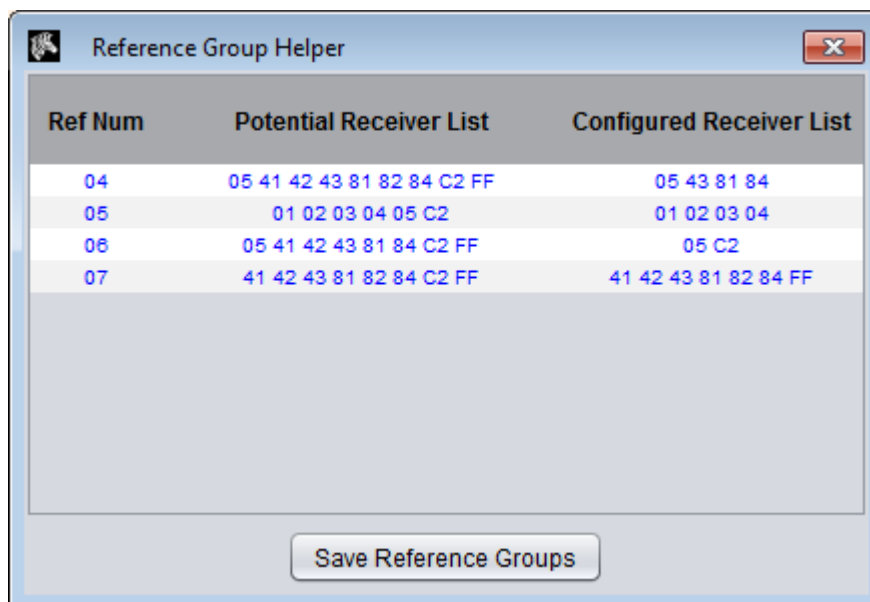 Reference Group Helper
Ref Num Potential Receiver List Configured Receiver List
04 05 41 42 43 81 82 84 C2 FF 05 43 81 84
05 01 02 03 04 05 C2 01 02 03 04
06 05 41 42 43 81 84 C2 FF 05 C2
07 41 42 43 81 82 84 C2 FF 41 42 43 81 82 84 FF
Save Reference Groups